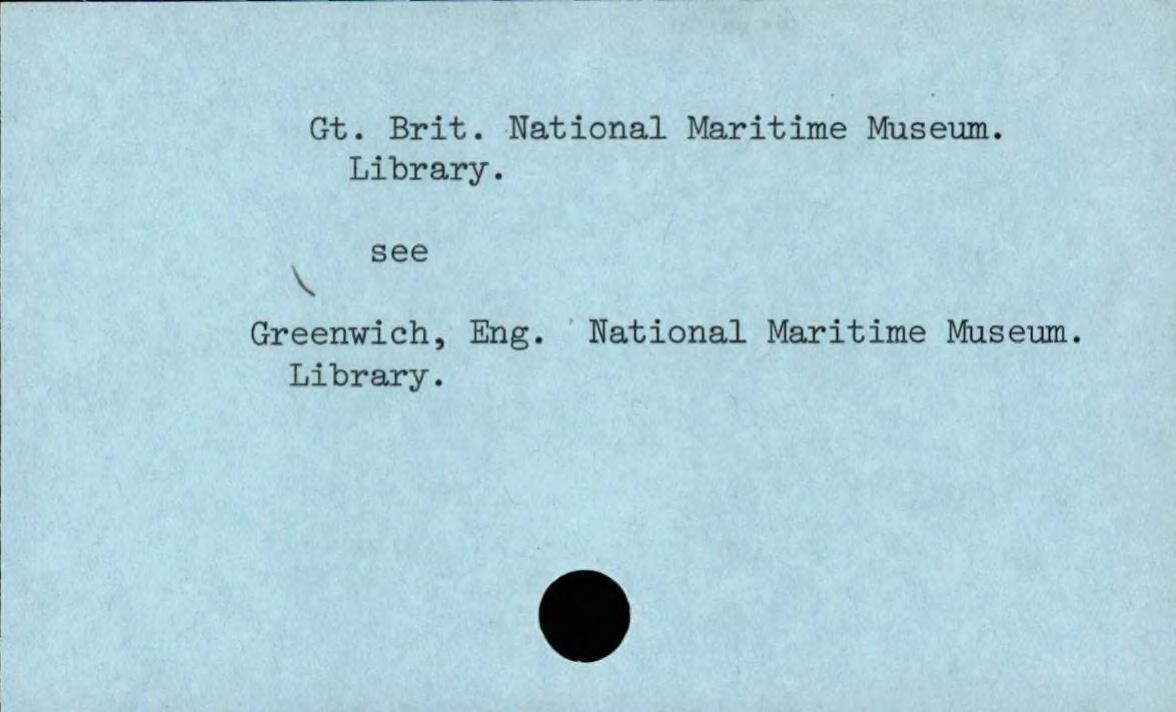 Gt. Brit. National Maritime Museum.
Library.
see
Greenwich, Eng. National Maritime Museum.
Library.